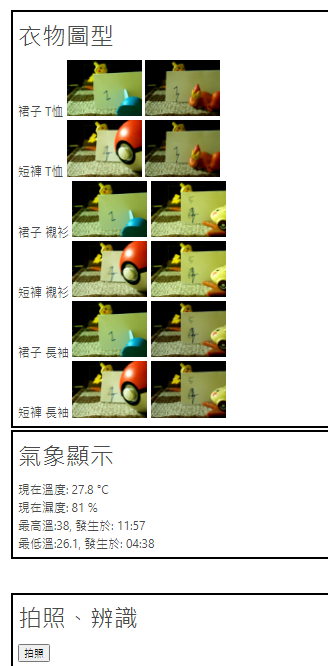 衣物圖型
裙子 T恤
短褲 T恤
裙子 襯衫
短褲 襯衫
裙子 長袖
短褲 長袖
氣象顯示
現在溫度: 27.8 °C
現在濕度: 81 %
最高溫:38, 發生於: 11:57
最低溫:26.1, 發生於: 04:38
拍照、辨識
拍照